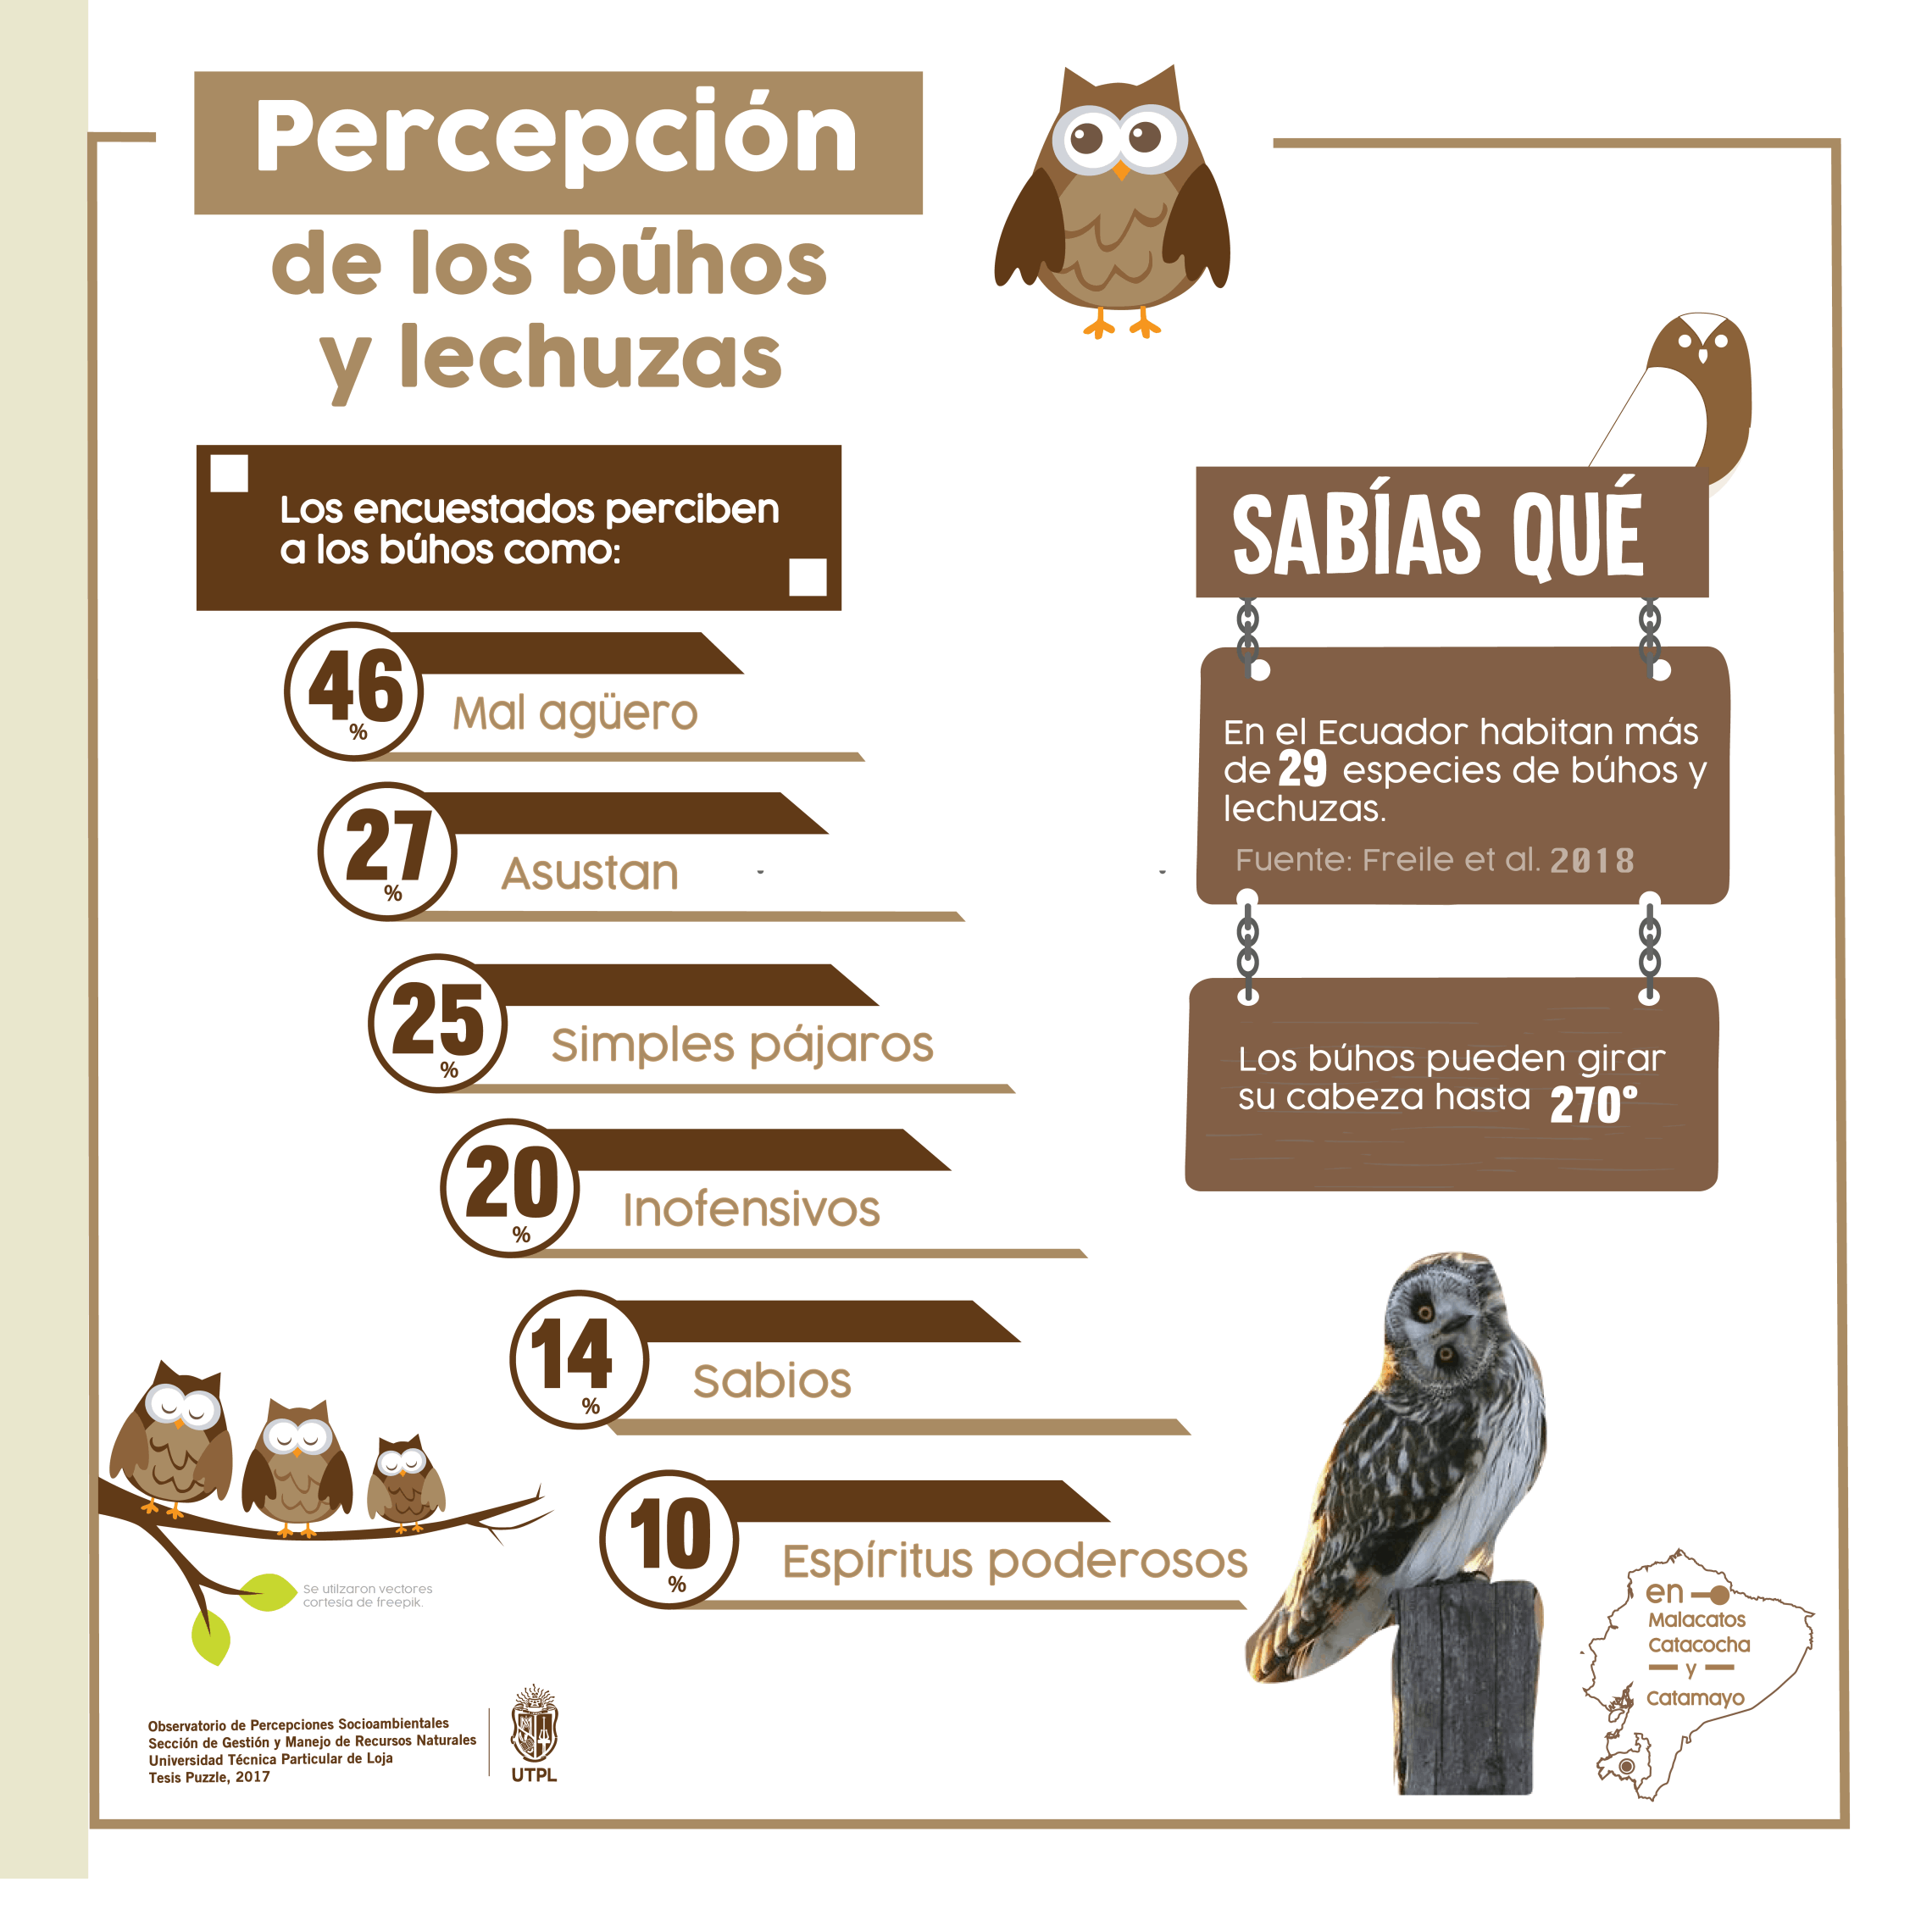 Percepción
de los búhos
y lechuzas
Los encuestados perciben
a los búhos como:
46
%
Mal agüero
27
%
Asustan
25
%
Simples pájaros
20
%
Inofensivos
14
%
Sabios
10
%
Espíritus poderosos
SABÍAS QUÉ
En el Ecuador habitan más
de 29 especies de búhos y
lechuzas.
Fuente: Freile et al. 2018
Los búhos pueden girar
su cabeza hasta 270°
Se utilzaron vectores
cortesía de freepik.
Observatorio de Percepciones Socioambientales
Sección de Gestión y Manejo de Recursos Naturales
Universidad Técnica Particular de Loja
Tesis Puzzle, 2017
UTPL
en
Malacatos
Catacocha
y
Catamayo